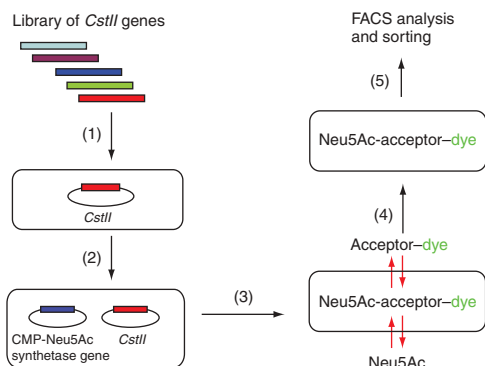 Library of CstII genes
(1)
CstII
(2)
CMP-Neu5Ac
synthetase gene
CstII
(3)
FACS analysis
and sorting
(5)
Neu5Ac-acceptor–dye
(4)
Acceptor–dye
Neu5Ac-acceptor–dye
Neu5Ac